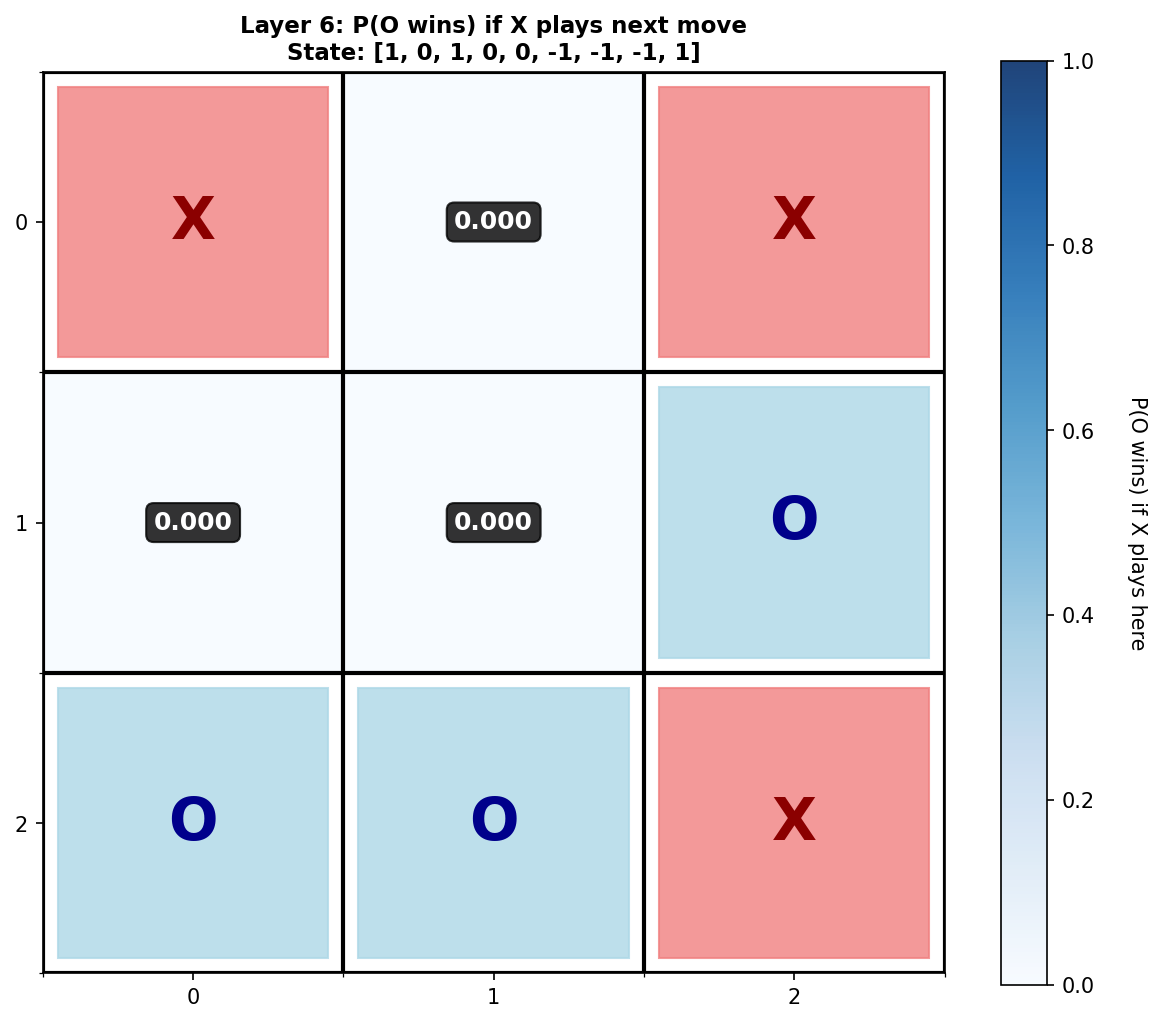 Layer 6: P(O wins) if X plays next move
State: [1, 0, 1, 0, 0, -1, -1, -1, 1]
X
0.000
X
0.000
0.000
O
O
O
X
0
1
2
0
1
2
1.0
0.8
0.6
0.4
0.2
0.0
P(O wins) if X plays here